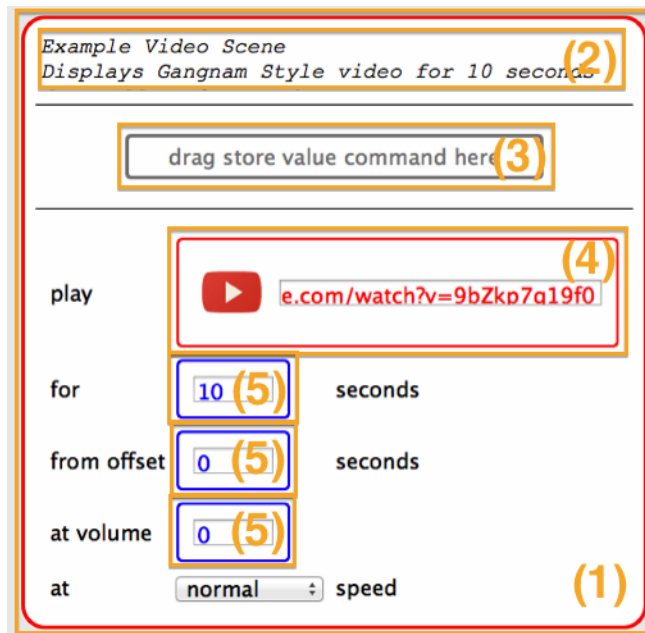 Example Video Scene (2)
Displays Gangnam Style video for 10 seconds
drag store value command here (3)
(4)
play e.com/watch?v=9bZkp7q19f0
for 10 (5) seconds
from offset 0 (5) seconds
at volume 0 (5)
at normal speed (1)